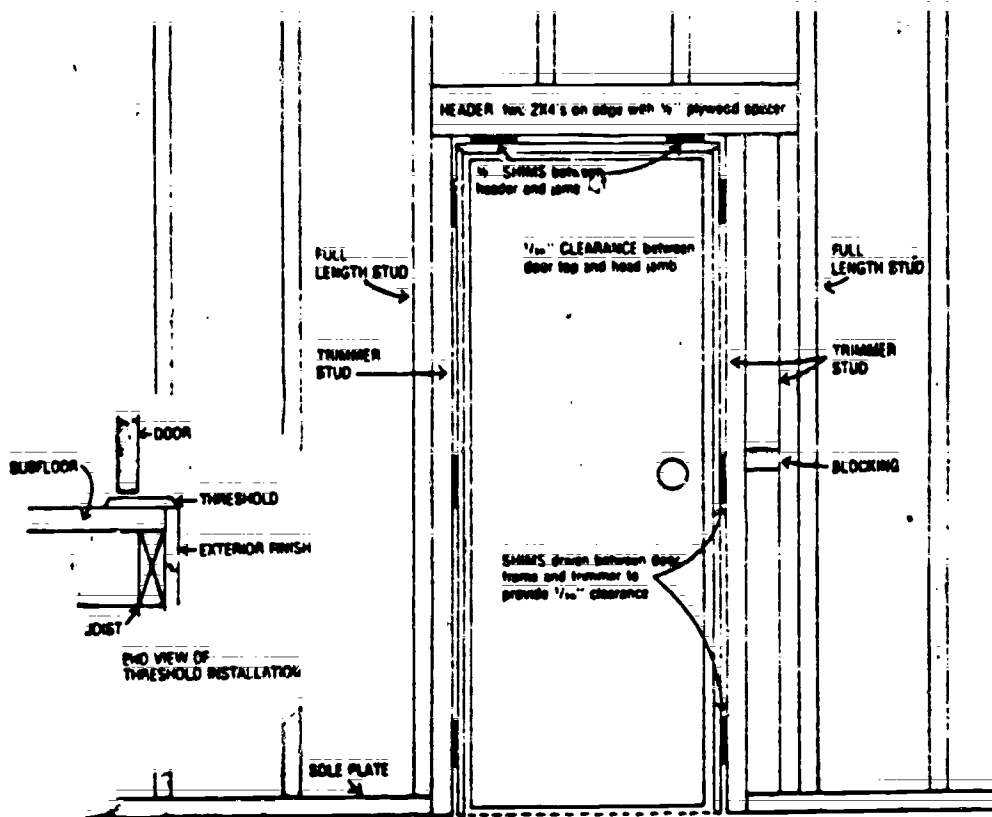 HEADER two 2X4's on edge with ½" plywood spacer
SHIMS between
header and jamb
CLEARANCE between
door top and head jamb
FULL
LENGTH STUD
FULL
LENGTH STUD
TRIMMER
STUD
TRIMMER
STUD
DOOR
SUBFLOOR
BLOCKING
THRESHOLD
EXTERIOR FINISH
SHIMS driven between door
frame and trimmer to
provide clearance
JOIST
END VIEW OF
THRESHOLD INSTALLATION
SOLE PLATE